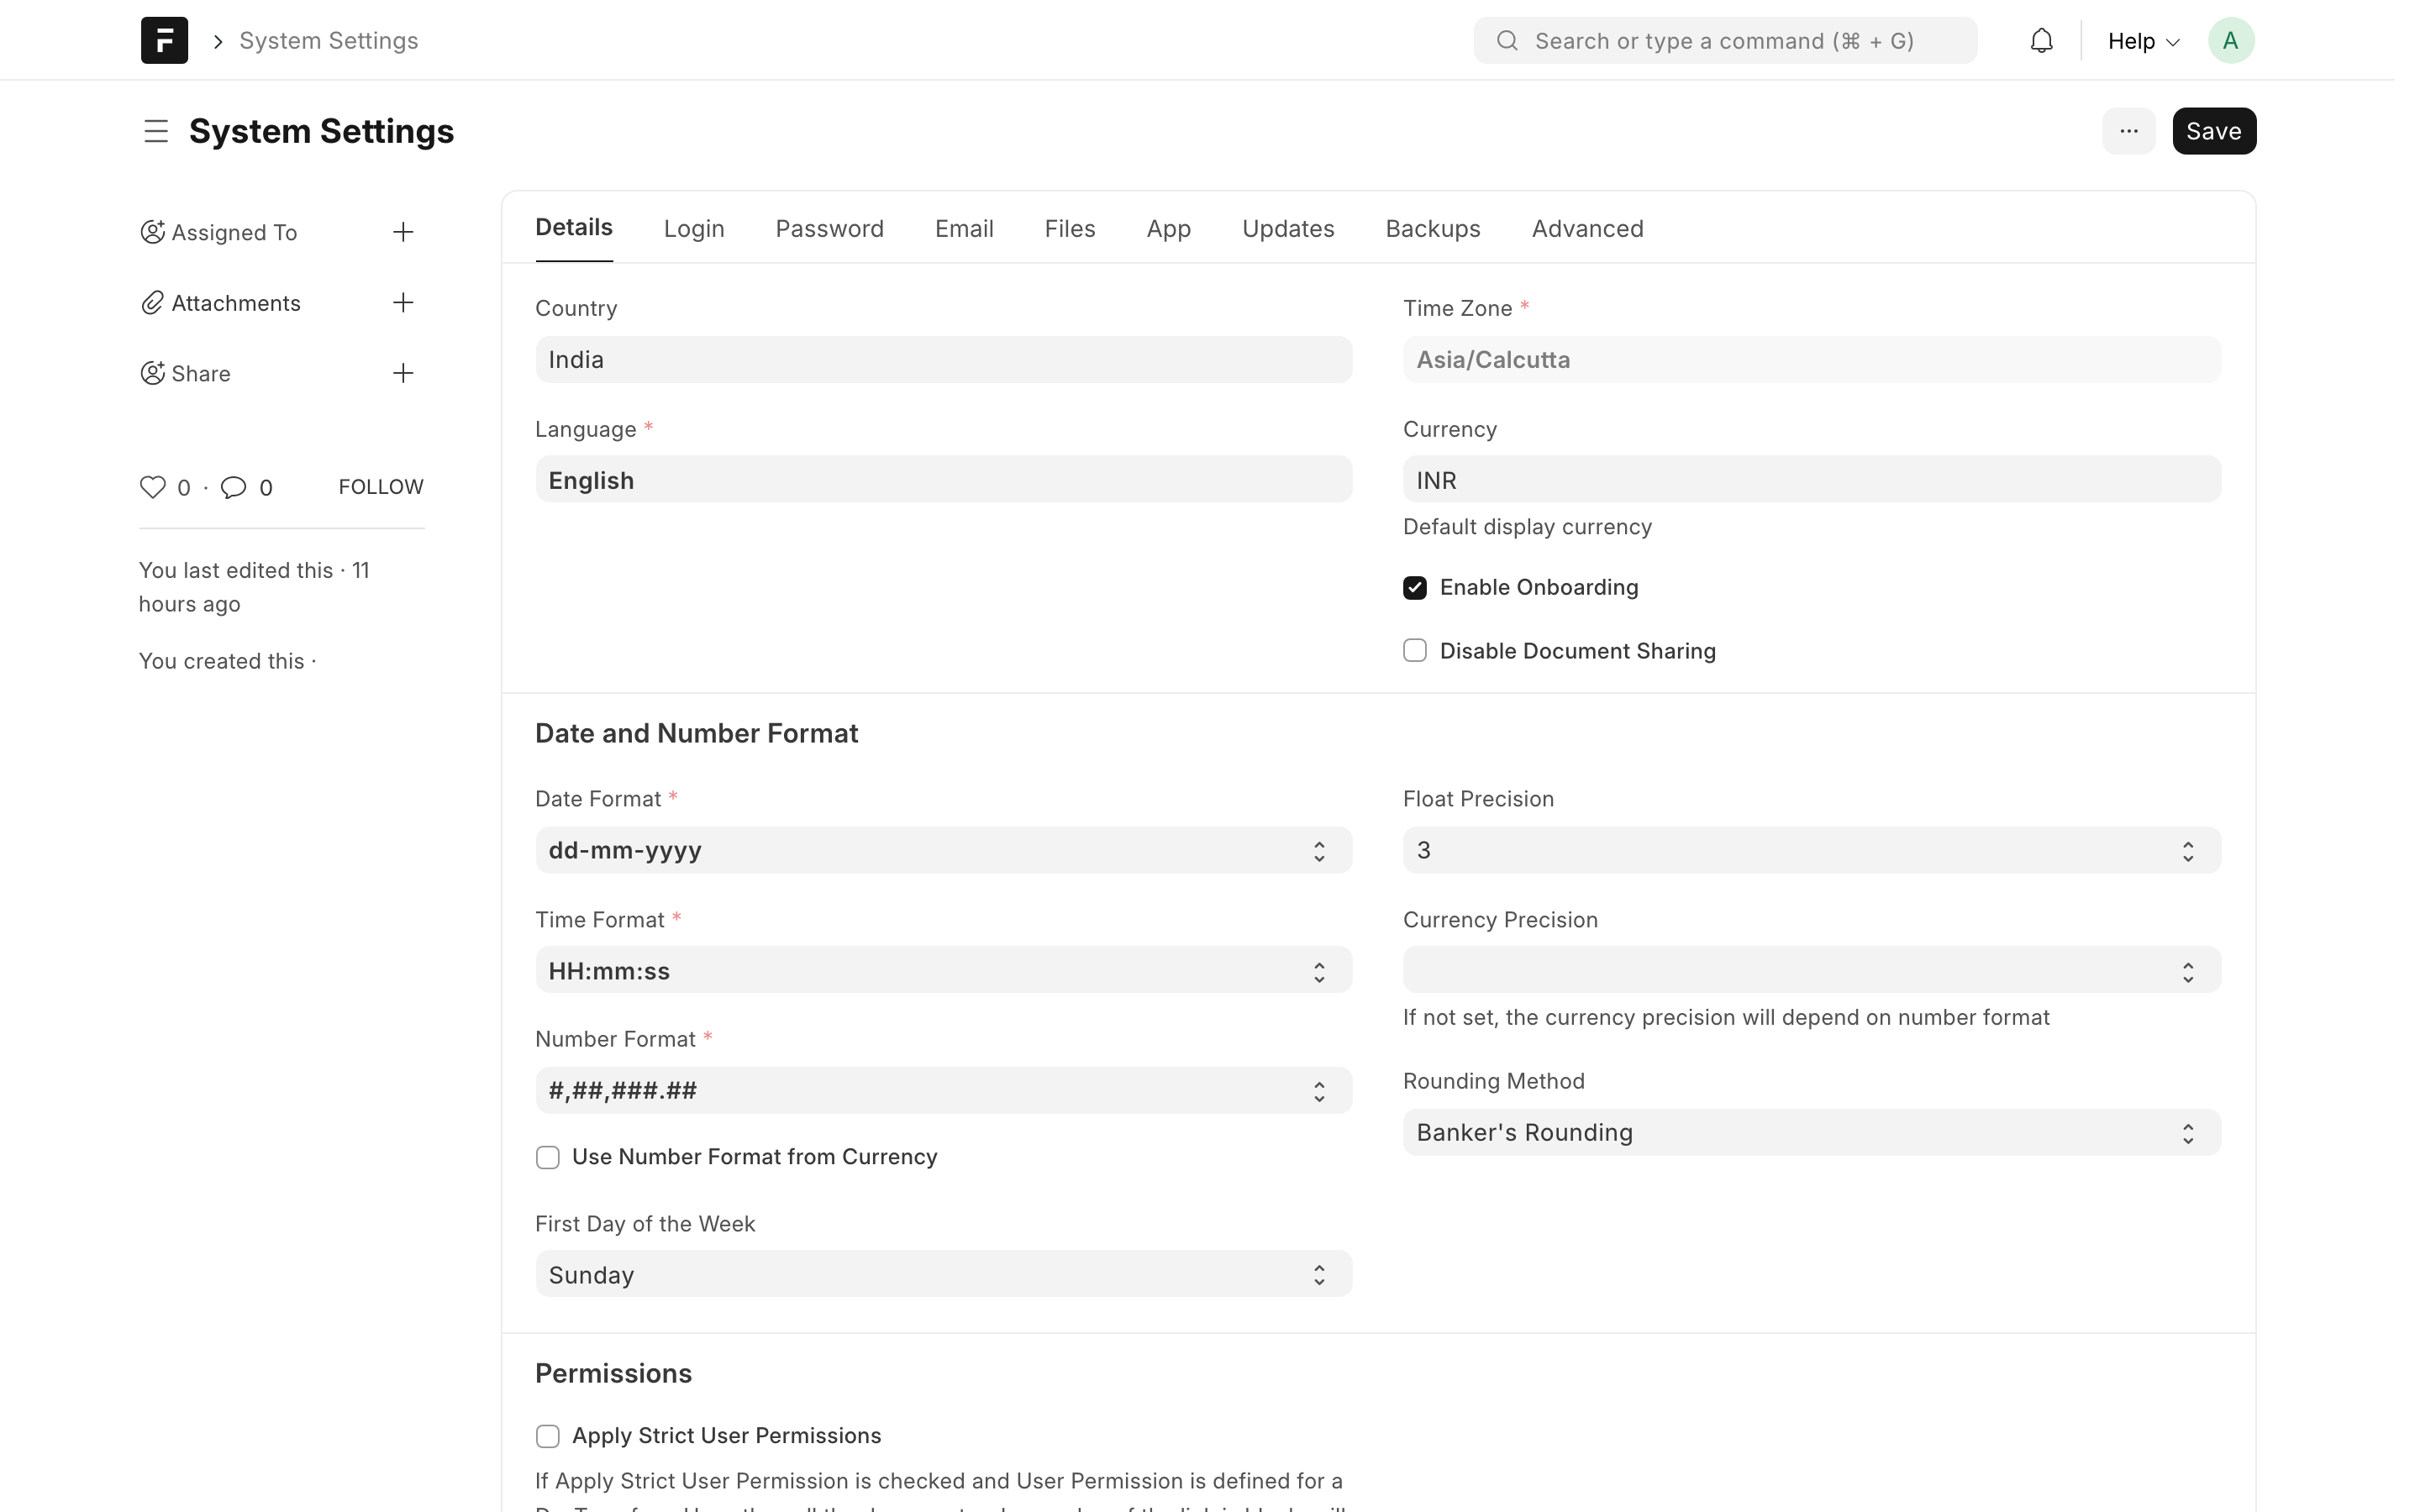 System Settings
Search or type a command (⌘ + G)
Help
A
System Settings
...
Save
Assigned To
Attachments
Share
0 · 0
FOLLOW
You last edited this · 11
hours ago
You created this ·
Details
Login
Password
Email
Files
App
Updates
Backups
Advanced
Country
India
Time Zone *
Asia/Calcutta
Language *
English
Currency
INR
Default display currency
Enable Onboarding
Disable Document Sharing
Date and Number Format
Date Format *
dd-mm-yyyy
Time Format *
HH:mm:ss
Number Format *
#,##,###.##
Use Number Format from Currency
First Day of the Week
Sunday
Float Precision
3
Currency Precision
If not set, the currency precision will depend on number format
Rounding Method
Banker's Rounding
Permissions
Apply Strict User Permissions
If Apply Strict User Permission is checked and User Permission is defined for a